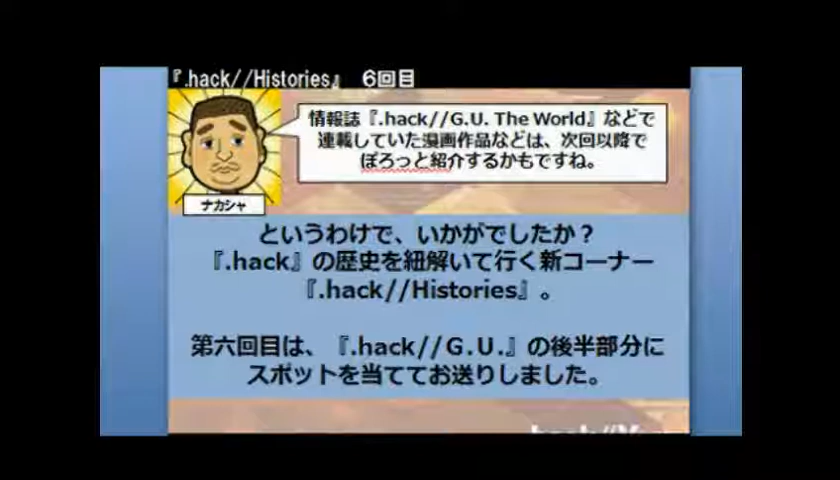 『.hack//Histories』 6回目
情報誌『.hack//G.U. The World』などで
連載していた漫画作品などは、次回以降で
ぽろっと紹介するかもですね。
ナカシャ
というわけで、いかがでしたか？
『.hack』の歴史を紐解いて行く新コーナー
『.hack//Histories』。
第六回目は、『.hack//G.U.』の後半部分に
スポットを当ててお送りしました。